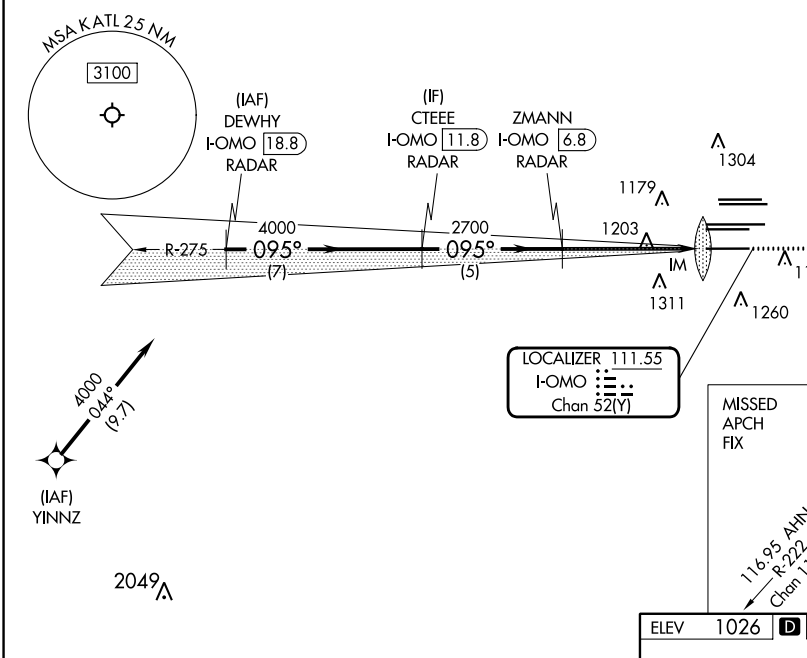 MSA KATL 25 NM
3100
(IAF)
DEWHY
I-OMO 18.8
RADAR
(IF)
CTEEE
I-OMO 11.8
RADAR
ZMANN
I-OMO 6.8
RADAR
1304
1179
1203
R-275
4000
095°
(7)
2700
095°
(5)
IM
1311
1260
LOCALIZER 111.55
I-OMO
Chan 52(Y)
4000
044°
(9.7)
(IAF)
YINNZ
2049
MISSED
APCH
FIX
116.95 AHN
R-222
Chan
ELEV 1026 D